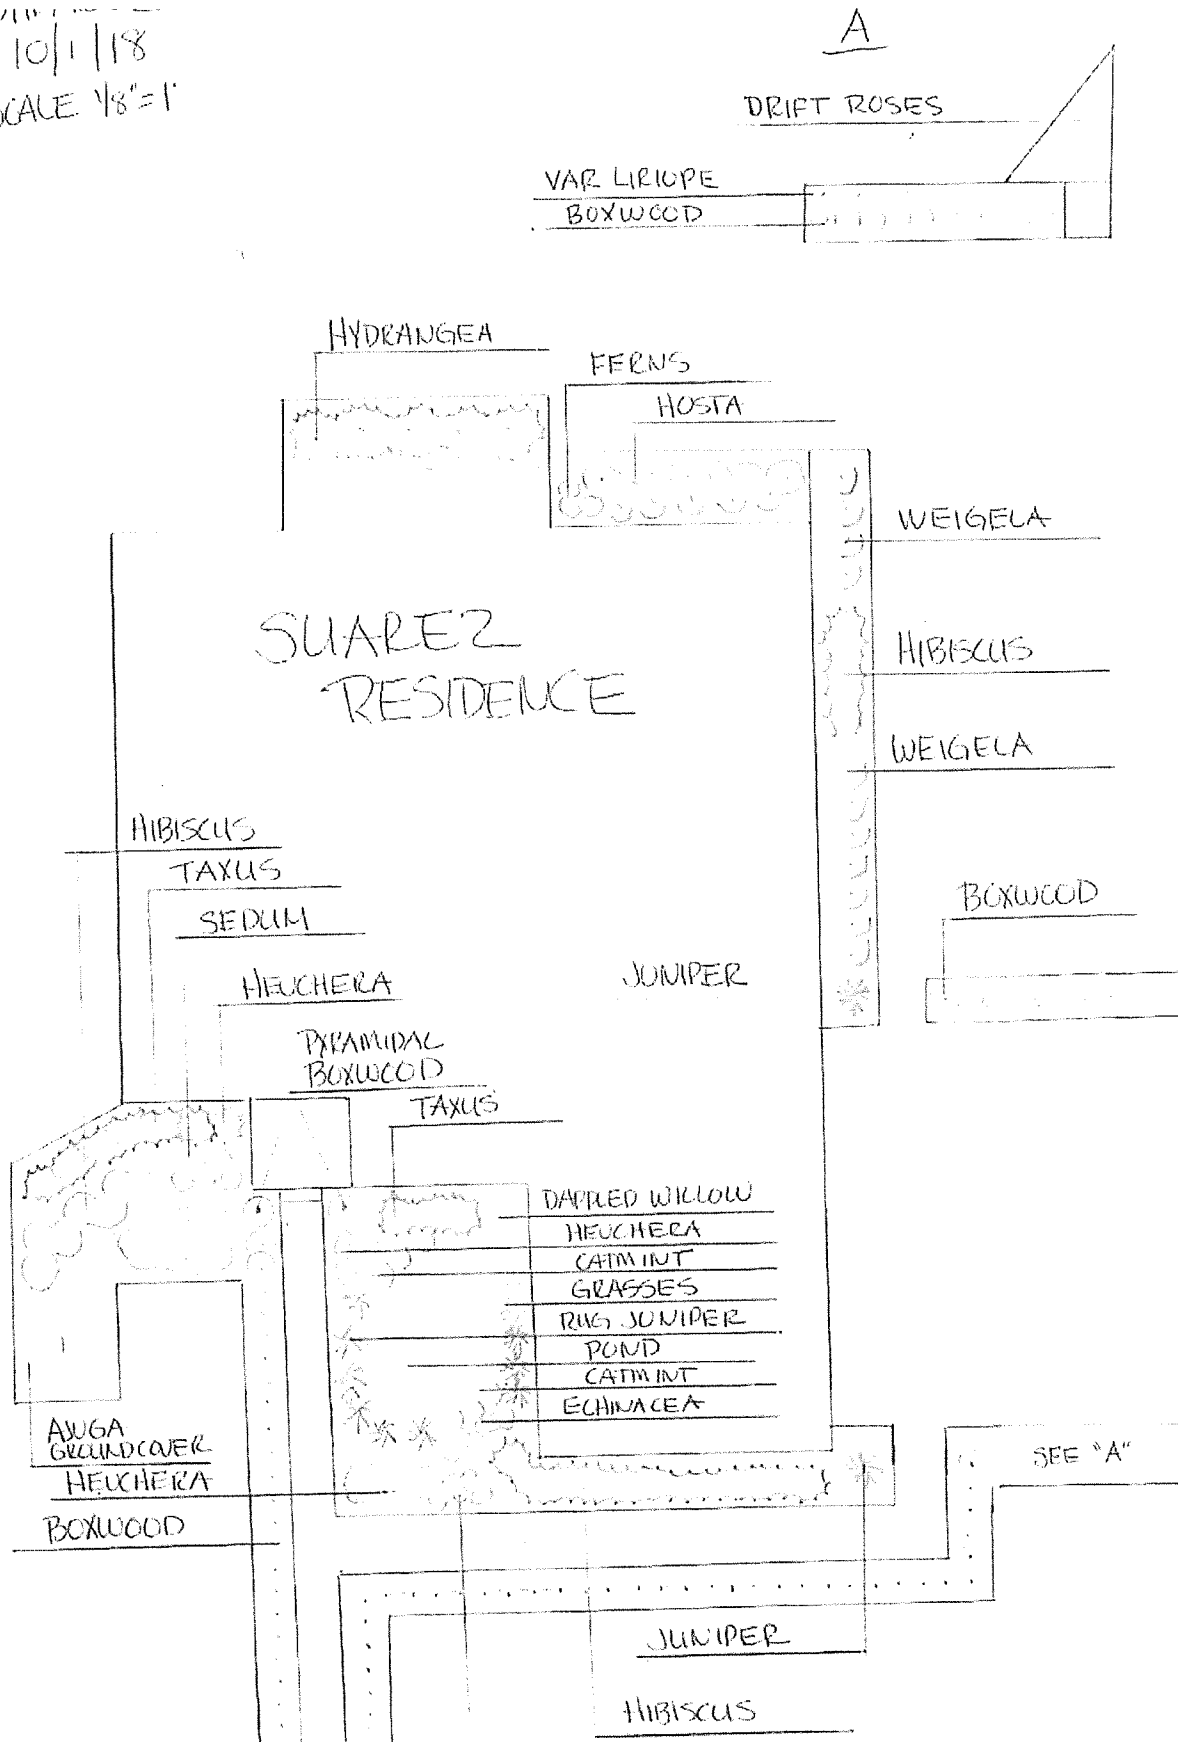 10/1/18
SCALE 1/8"=1'
A
DRIFT ROSES
VAR LIRIOPE
BOXWOOD
HYDRANGEA
FERNS
HOSTA
WEIGELA
SUAREZ
RESIDENCE
HIBISCUS
WEIGELA
HIBISCUS
TAXUS
SEDUM
BOXWOOD
HEUCHERA
JUNIPER
PYRAMIDAL
BOXWOOD
TAXUS
DAPPLED WILLOW
HEUCHERA
CATMINT
GRASSES
RUG JUNIPER
POND
CATMINT
ECHINACEA
AJUGA
GROUNDCOVER
HEUCHERA
BOXWOOD
SEE "A"
JUNIPER
HIBISCUS